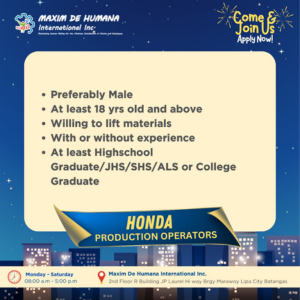 MAXIM DE HUMANA
International Inc.
Come &
Join Us
Apply Now!
• Preferably Male
• At least 18 yrs old and above
• Willing to lift materials
• With or without experience
• At least Highschool
Graduate/JHS/SHS/ALS or College
Graduate
HONDA
PRODUCTION OPERATORS
Monday - Saturday
08:00 a.m - 5:00 p.m
Maxim De Humana International Inc.
2nd Floor R Building JP Laurel Hi way Brgy Marawoy Lipa City Batangas